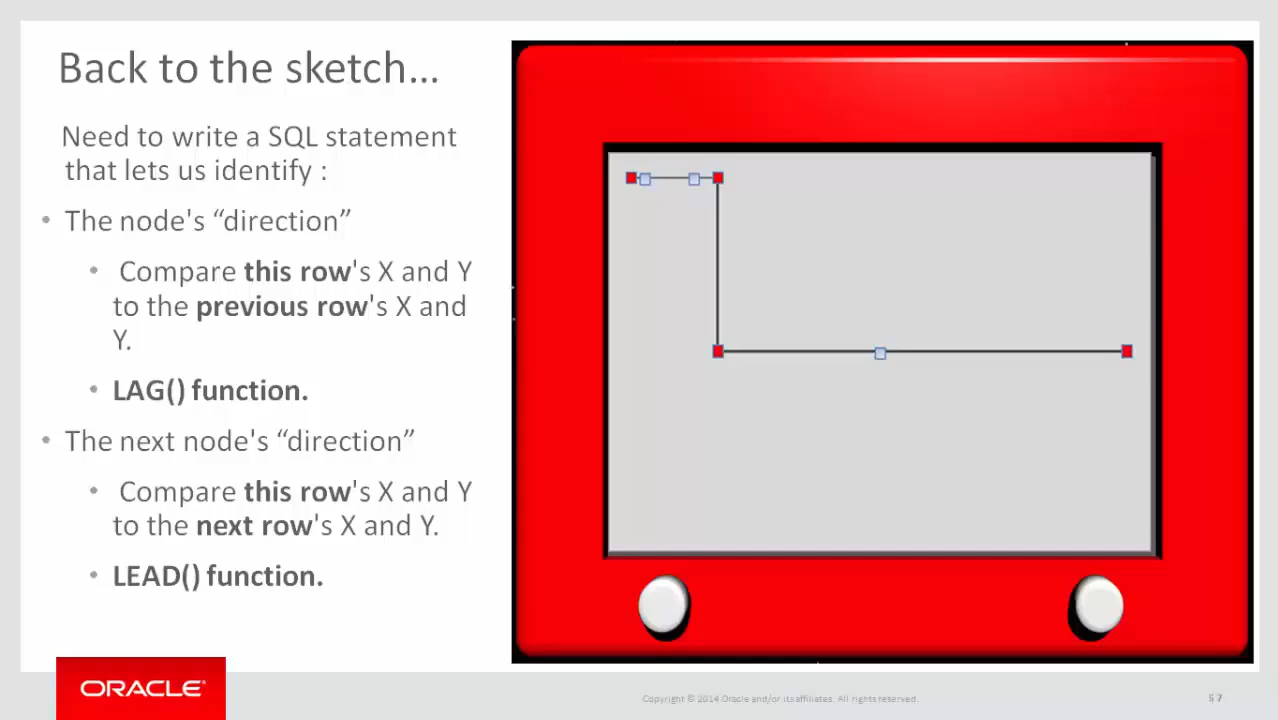 Back to the sketch...
Need to write a SQL statement
that lets us identify :
• The node's “direction”
• Compare this row's X and Y
to the previous row's X and
Y.
• LAG() function.
• The next node's “direction”
• Compare this row's X and Y
to the next row's X and Y.
• LEAD() function.
ORACLE®
Copyright © 2014 Oracle and/or its affiliates. All rights reserved.
57